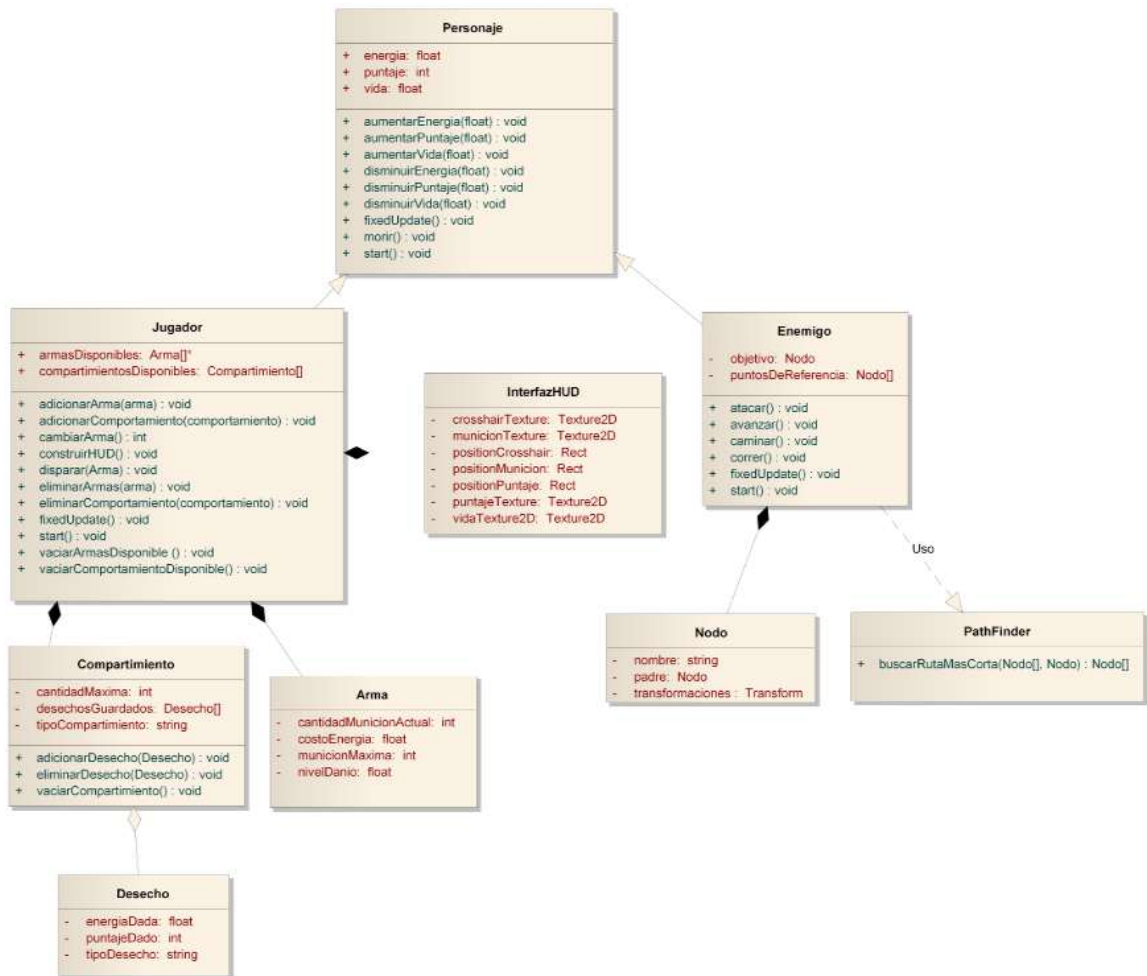 Personaje
+ energia: float
+ puntaje: int
+ vida: float
+ aumentarEnergia(float) : void
+ aumentarPuntaje(float) : void
+ aumentarVida(float) : void
+ disminuirEnergia(float) : void
+ disminuirPuntaje(float) : void
+ disminuirVida(float) : void
+ fixedUpdate() : void
+ morir() : void
+ start() : void
Jugador
+ armasDisponibles: Arma[]*
+ compartimientosDisponibles: Compartimiento[]
+ adicionarArma(arma) : void
+ adicionarComportamiento(comportamiento) : void
+ cambiarArma() : int
+ construirHUD() : void
+ disparar(Arma) : void
+ eliminarArmas(arma) : void
+ eliminarComportamiento(comportamiento) : void
+ fixedUpdate() : void
+ start() : void
+ vaciarArmasDisponible () : void
+ vaciarComportamientoDisponible() : void
InterfazHUD
- crosshairTexture: Texture2D
- municionTexture: Texture2D
- positionCrosshair: Rect
- positionMunicion: Rect
- positionPuntaje: Rect
- puntajeTexture: Texture2D
- vidaTexture2D: Texture2D
Enemigo
- objetivo: Nodo
- puntosDeReferencia: Nodo[]
+ atacar() : void
+ avanzar() : void
+ caminar() : void
+ correr() : void
+ fixedUpdate() : void
+ start() : void
Uso
Compartimiento
- cantidadMaxima: int
- desechosGuardados: Desecho[]
- tipoCompartimiento: string
+ adicionarDesecho(Desecho) : void
+ eliminarDesecho(Desecho) : void
+ vaciarCompartimiento() : void
Arma
- cantidadMunicionActual: int
- costoEnergia: float
- municionMaxima: int
- nivelDanio: float
Nodo
- nombre: string
- padre: Nodo
- transformaciones : Transform
PathFinder
+ buscarRutaMasCorta(Nodo[], Nodo) : Nodo[]
Desecho
- energiaDada: float
- puntajeDado: int
- tipoDesecho: string